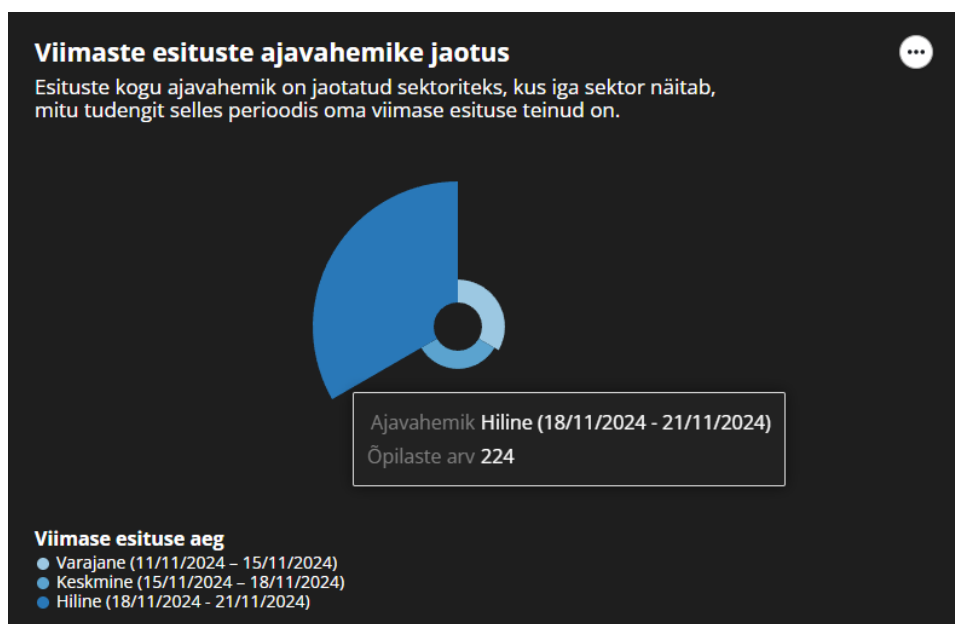 Viimaste esituste ajavahemike jaotus
Esituste kogu ajavahemik on jaotatud sektoriteks, kus iga sektor näitab,
mitu tudengit selles perioodis oma viimase esituse teinud on.
Ajavahemik Hiline (18/11/2024 - 21/11/2024)
Õpilaste arv 224
Viimase esituse aeg
Varajane (11/11/2024 – 15/11/2024)
Keskmine (15/11/2024 – 18/11/2024)
Hiline (18/11/2024 - 21/11/2024)